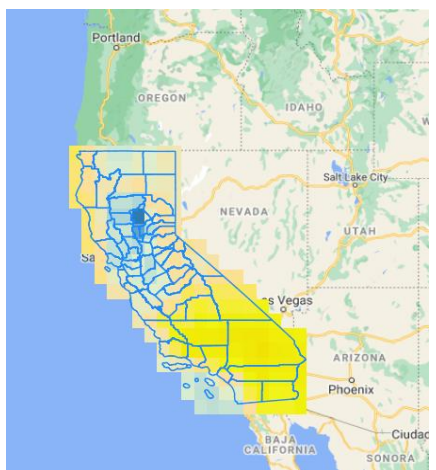 Portland
OREGON
IDAHO
Salt Lake City
NEVADA
UTAH
Sa
as Vegas
ARIZONA
Phoenix
BAJA
CALIFORNIA
Ciudad
SONORA